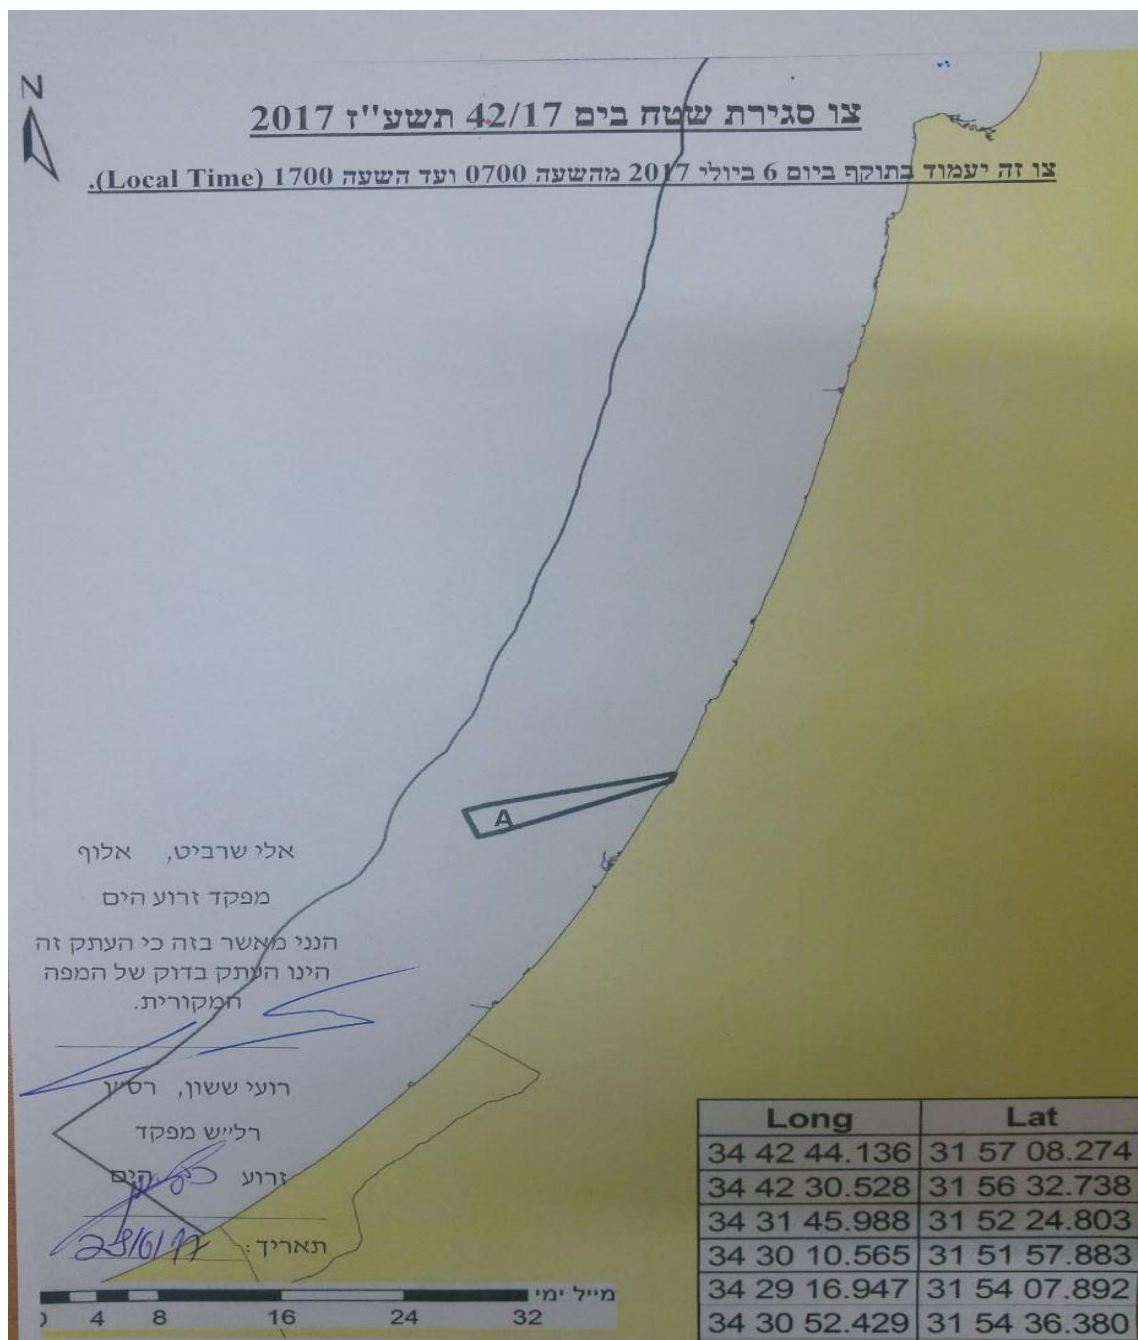 N
צו סגירת שטח בים 42/17 תשע"ז 2017
צו זה יעמוד בתוקף ביום 6 ביולי 2017 מהשעה 0700 ועד השעה 1700 (Local Time).
A
אלי שרביט, אלוף
מפקד זרוע הים
הנני מאשר בזה כי העתק זה
הינו העתק בדוק של המפה
המקורית.
רועי ששון, רס"ן
רל"ש מפקד
זרוע הים
תאריך:
Long Lat
34 42 44.136 31 57 08.274
34 42 30.528 31 56 32.738
34 31 45.988 31 52 24.803
34 30 10.565 31 51 57.883
34 29 16.947 31 54 07.892
34 30 52.429 31 54 36.380
מייל ימי
4 8 16 24 32